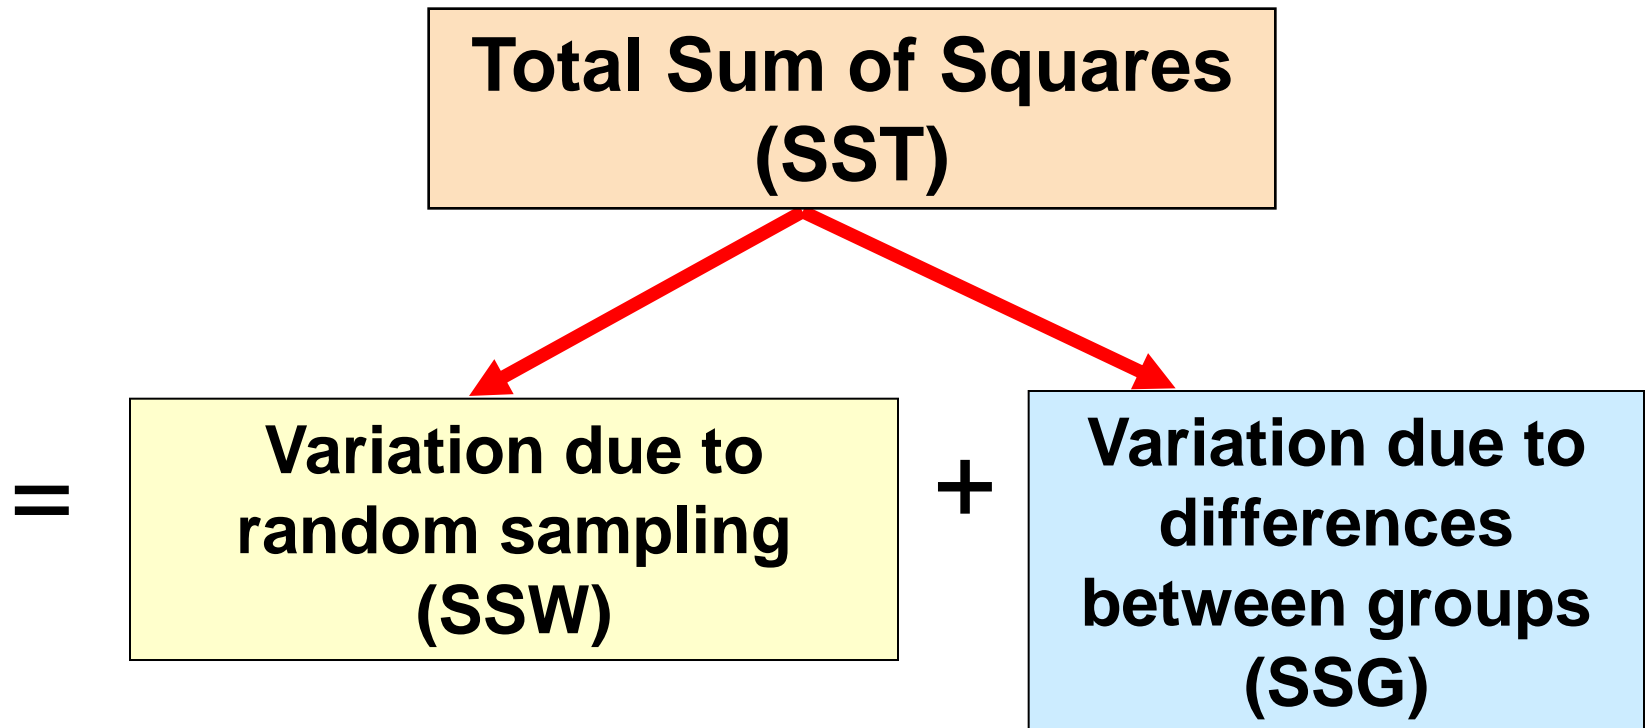 Total Sum of Squares
(SST)
=
Variation due to
random sampling
(SSW)
+
Variation due to
differences
between groups
(SSG)